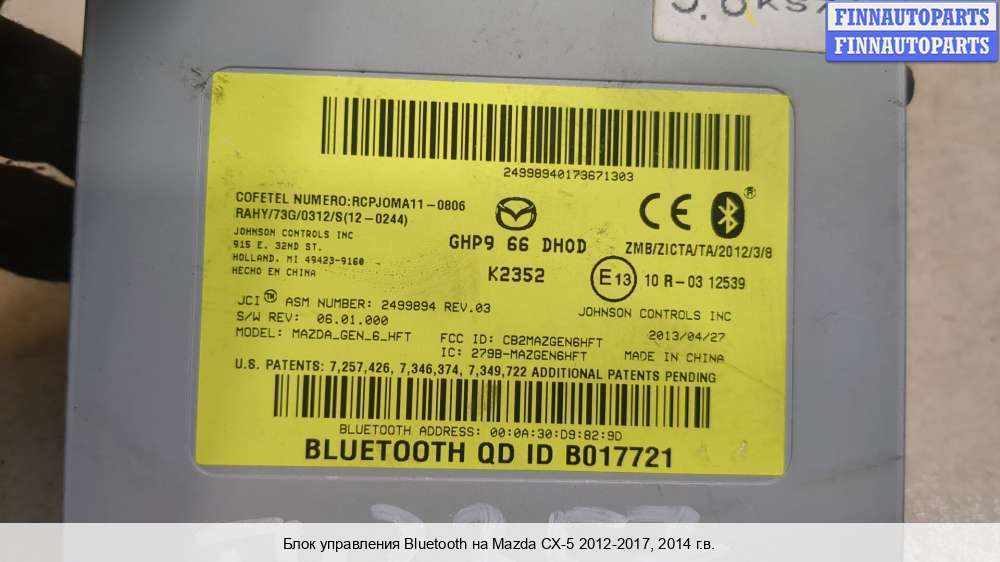 FINNAUTOPARTS
FINNAUTOPARTS
24998940173671303
COFETEL NUMERO:RCPJOMA11-0806
RAHY/73G/0312/S(12-0244)
JOHNSON CONTROLS INC
915 E. 32ND ST.
HOLLAND. MI 49423-9160
HECHO EN CHINA
GHP9 66 DH0D
K2352
CE
®
ZMB/ZICTA/TA/2012/3/8
E13 10 R-03 12539
JOHNSON CONTROLS INC
2013/04/27
MADE IN CHINA
JCI™ ASM NUMBER: 2499894 REV.03
S/W REV: 06.01.000
MODEL: MAZDA_GEN_6_HFT
FCC ID: CB2MAZGEN6HFT
IC: 279B-MAZGEN6HFT
U.S. PATENTS: 7,257,426, 7,346,374, 7,349,722 ADDITIONAL PATENTS PENDING
BLUETOOTH ADDRESS: 00:0A:30:D9:82:9D
BLUETOOTH QD ID B017721
Блок управления Bluetooth на Mazda CX-5 2012-2017, 2014 г.в.